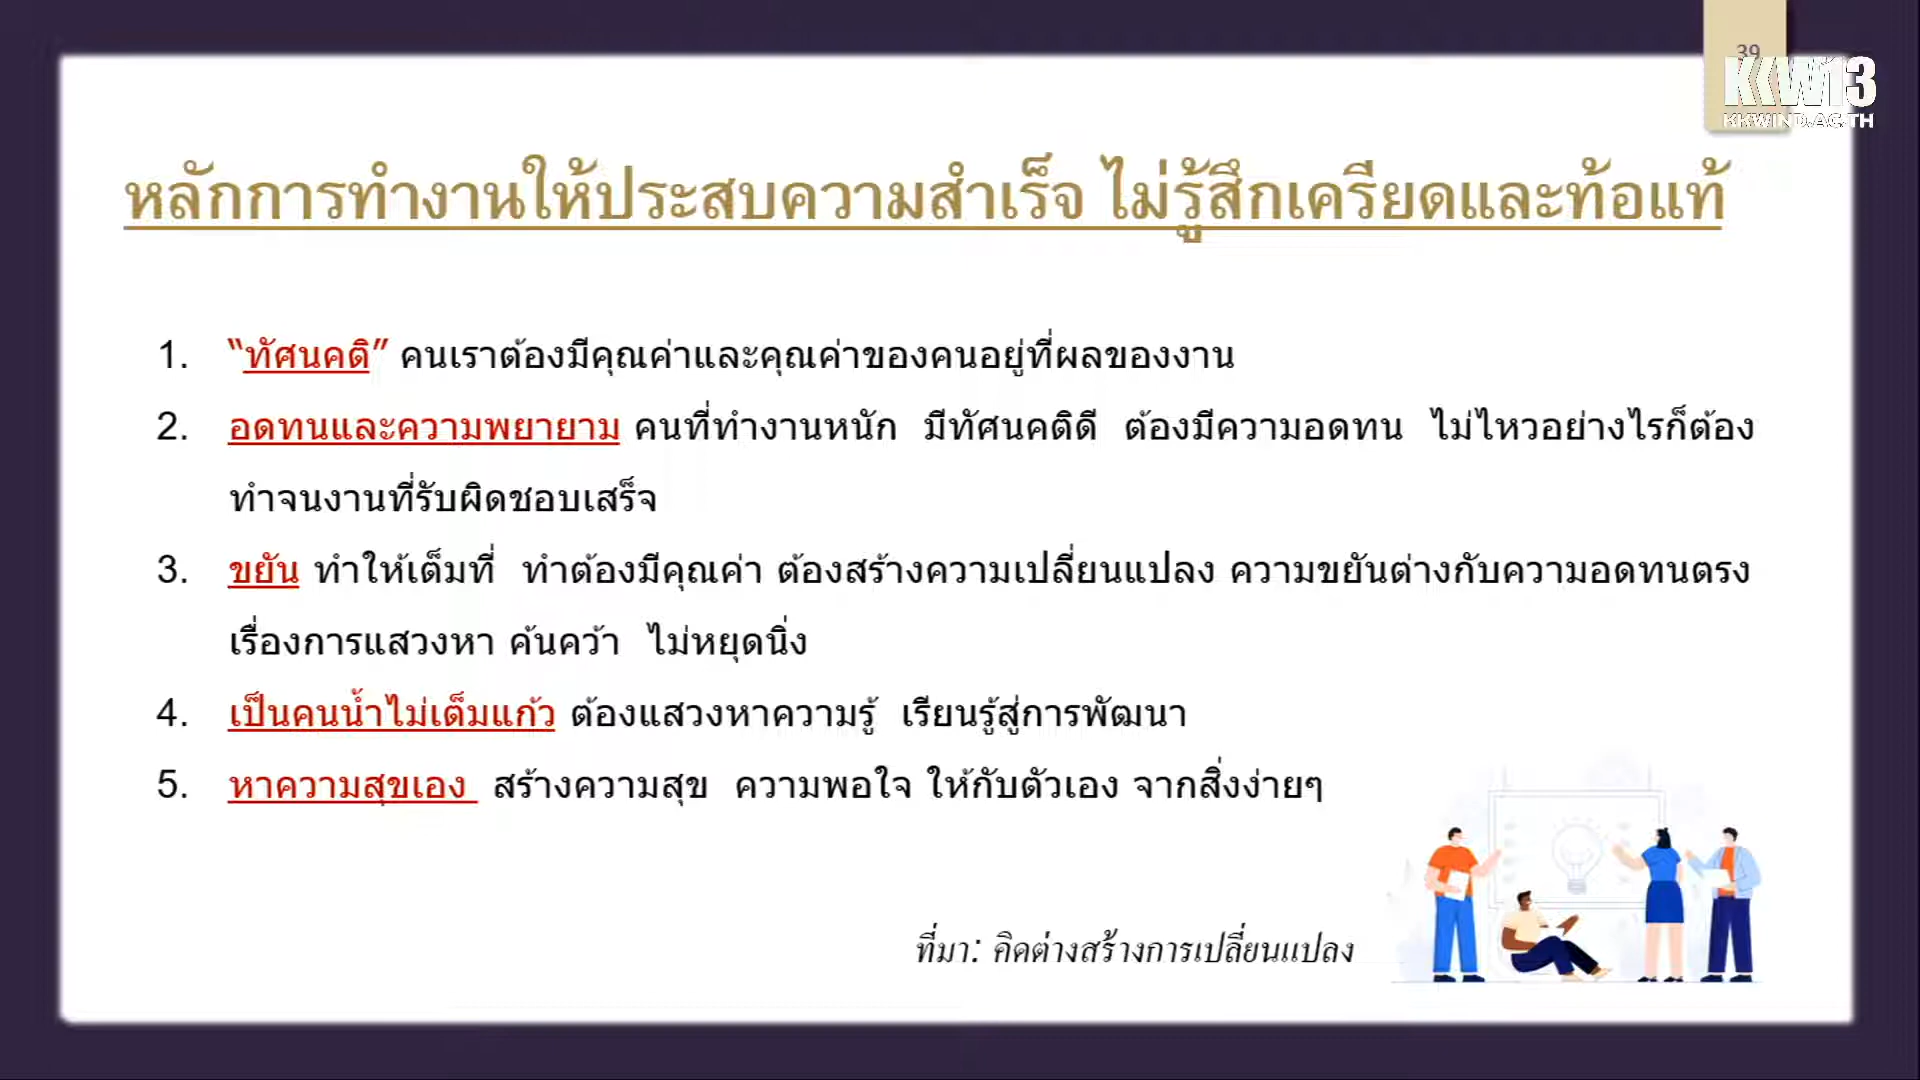 39
KKW13
KKWIND.AC.TH
หลักการทำงานให้ประสบความสำเร็จ ไม่รู้สึกเครียดและท้อแท้
1. “ทัศนคติ” คนเราต้องมีคุณค่าและคุณค่าของคนอยู่ที่ผลของงาน
2. อดทนและความพยายาม คนที่ทำงานหนัก มีทัศนคติดี ต้องมีความอดทน ไม่ไหวอย่างไรก็ต้อง
ทำจนงานที่รับผิดชอบเสร็จ
3. ขยัน ทำให้เต็มที่ ทำต้องมีคุณค่า ต้องสร้างความเปลี่ยนแปลง ความขยันต่างกับความอดทนตรง
เรื่องการแสวงหา ค้นคว้า ไม่หยุดนิ่ง
4. เป็นคนน้ำไม่เต็มแก้ว ต้องแสวงหาความรู้ เรียนรู้สู่การพัฒนา
5. หาความสุขเอง สร้างความสุข ความพอใจ ให้กับตัวเอง จากสิ่งง่ายๆ
ที่มา: คิดต่างสร้างการเปลี่ยนแปลง